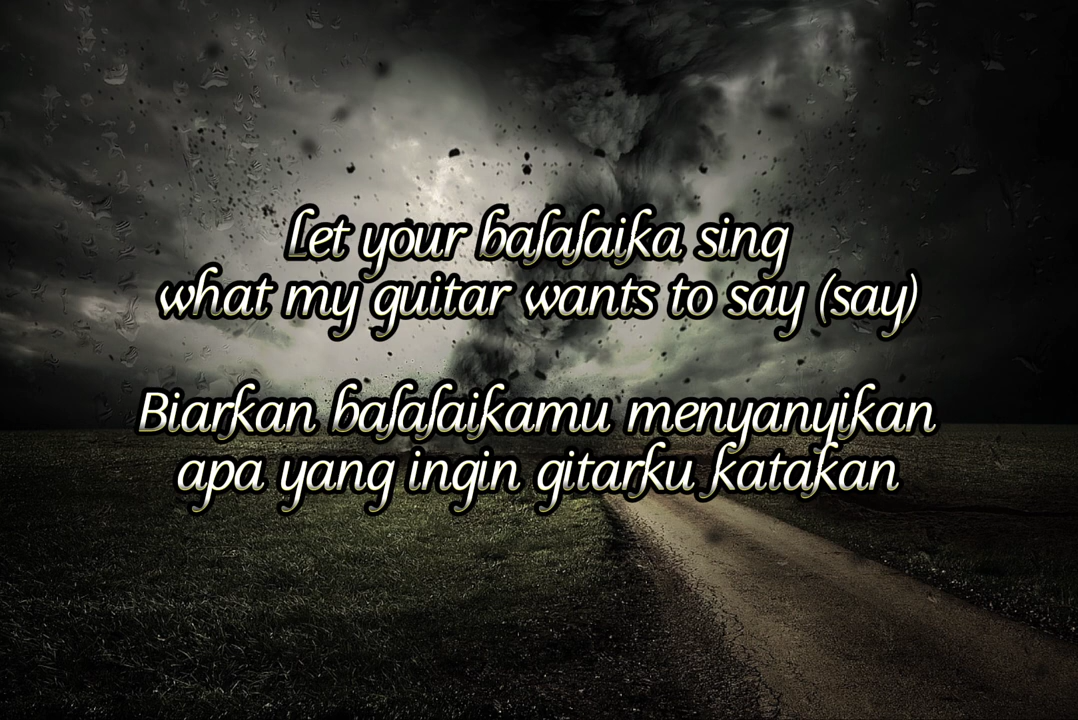 Let your balalaika sing
what my guitar wants to say (say)
Biarkan balalaikamu menyanyikan
apa yang ingin gitarku katakan